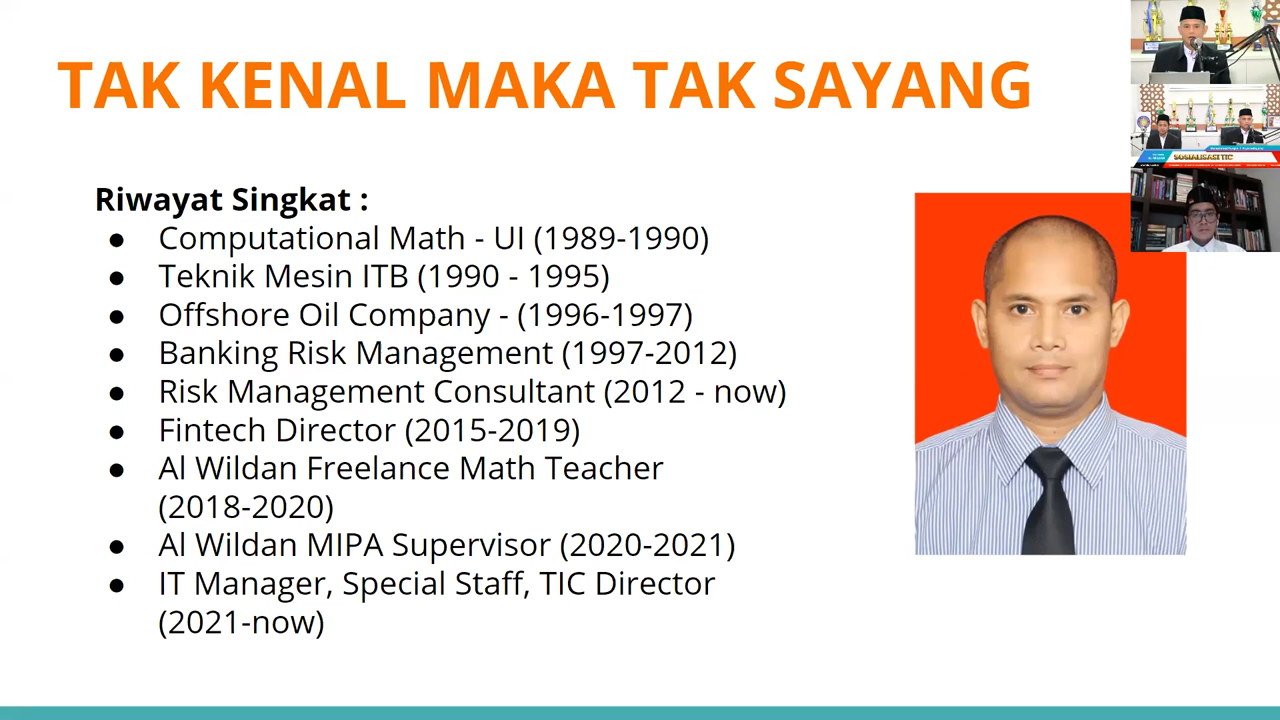 TAK KENAL MAKA TAK SAYANG
Riwayat Singkat :
● Computational Math - UI (1989-1990)
● Teknik Mesin ITB (1990 - 1995)
● Offshore Oil Company - (1996-1997)
● Banking Risk Management (1997-2012)
● Risk Management Consultant (2012 - now)
● Fintech Director (2015-2019)
● Al Wildan Freelance Math Teacher
(2018-2020)
● Al Wildan MIPA Supervisor (2020-2021)
● IT Manager, Special Staff, TIC Director
(2021-now)
SOSIALISASI TIC